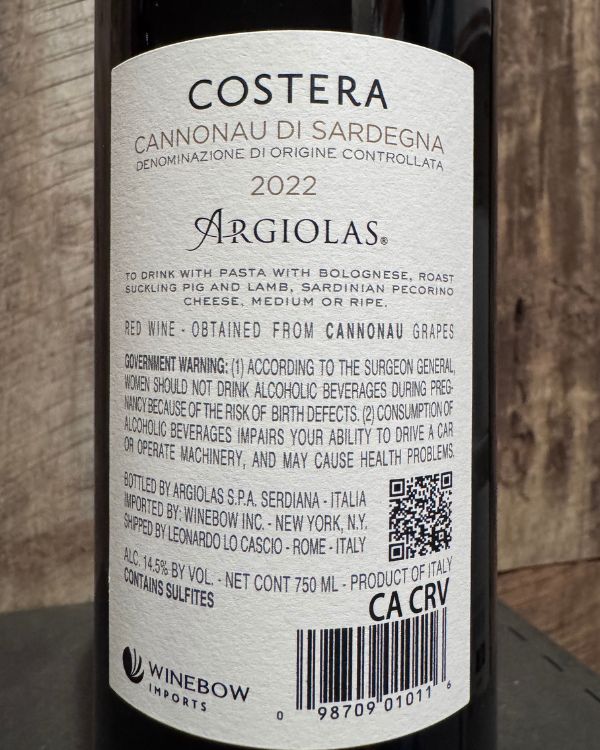 COSTERA
CANNONAU DI SARDEGNA
DENOMINAZIONE DI ORIGINE CONTROLLATA
2022
ARGIOLAS®
TO DRINK WITH PASTA WITH BOLOGNESE, ROAST
SUCKLING PIG AND LAMB, SARDINIAN PECORINO
CHEESE, MEDIUM OR RIPE.
RED WINE - OBTAINED FROM CANNONAU GRAPES
GOVERNMENT WARNING: (1) ACCORDING TO THE SURGEON GENERAL,
WOMEN SHOULD NOT DRINK ALCOHOLIC BEVERAGES DURING PREG-
NANCY BECAUSE OF THE RISK OF BIRTH DEFECTS. (2) CONSUMPTION OF
ALCOHOLIC BEVERAGES IMPAIRS YOUR ABILITY TO DRIVE A CAR
OR OPERATE MACHINERY, AND MAY CAUSE HEALTH PROBLEMS.
BOTTLED BY ARGIOLAS S.P.A. SERDIANA - ITALIA
IMPORTED BY: WINEBOW INC. - NEW YORK, N.Y.
SHIPPED BY LEONARDO LO CASCIO - ROME - ITALY
ALC. 14.5% BY VOL. - NET CONT 750 ML - PRODUCT OF ITALY
CONTAINS SULFITES
CA CRV
WINEBOW
IMPORTS
0 98709 01011 6